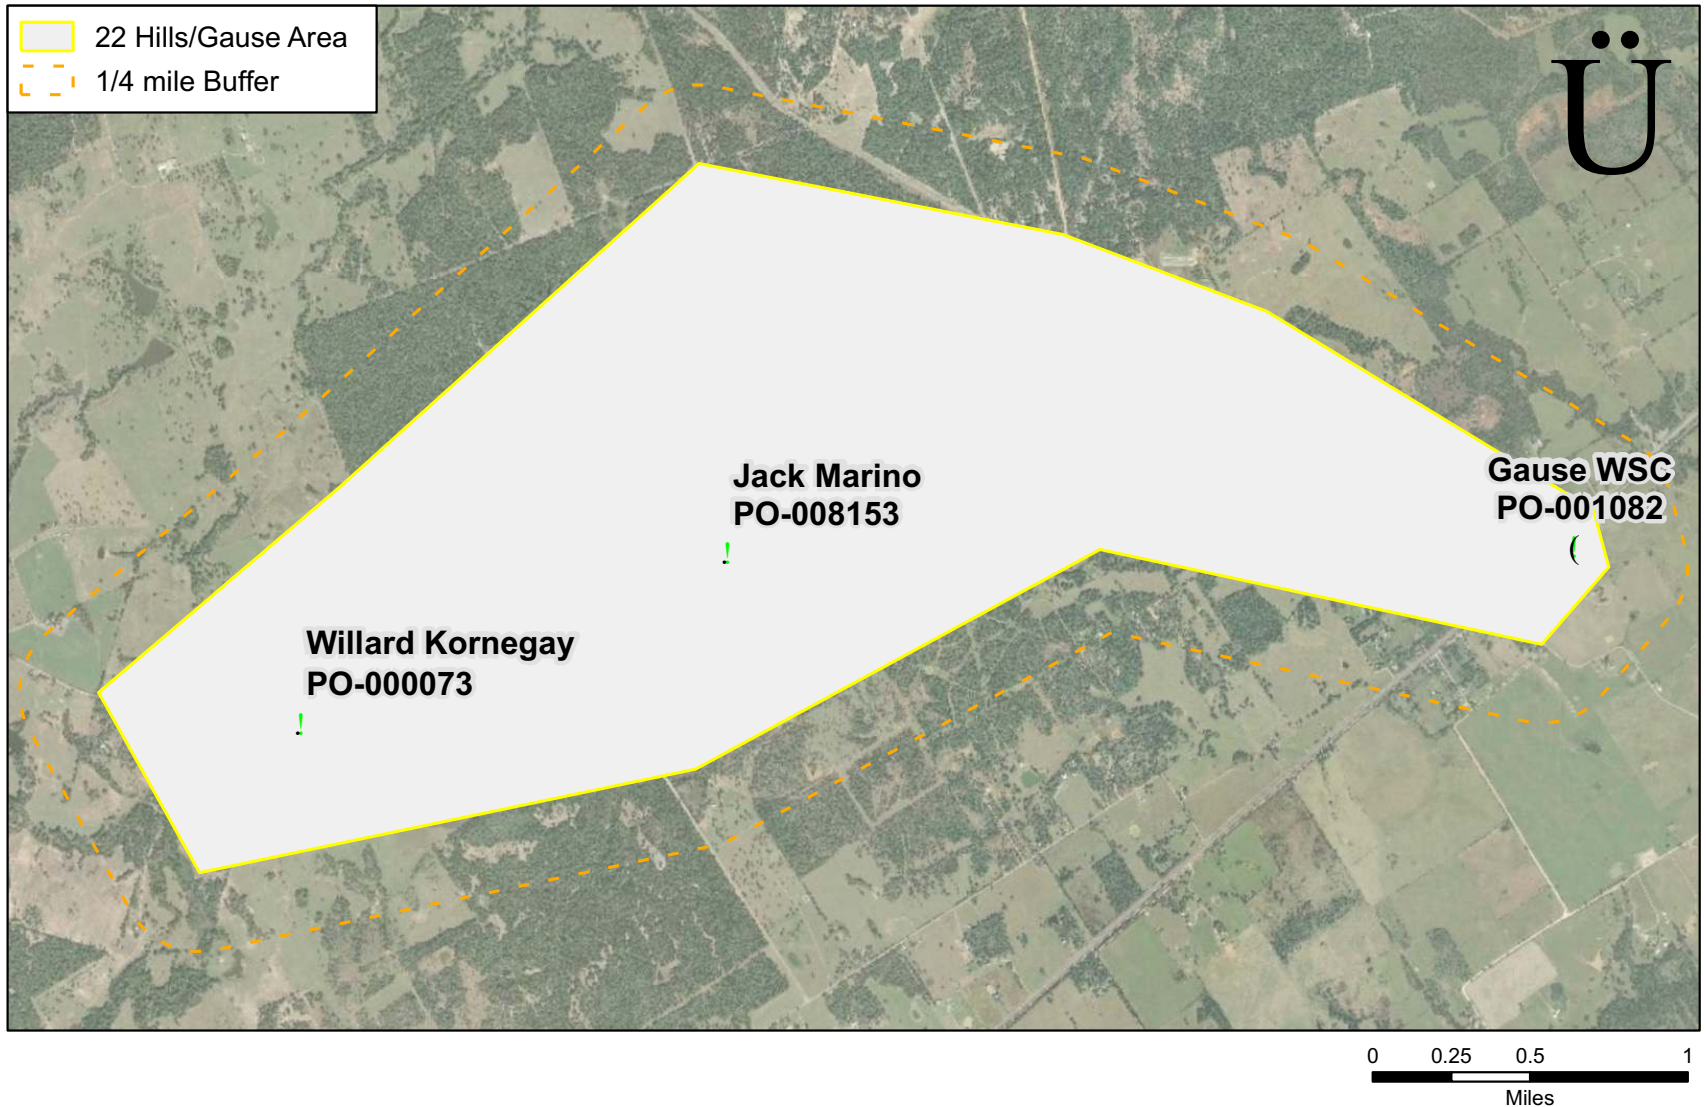 22 Hills/Gause Area
1/4 mile Buffer
Ü
Jack Marino
PO-008153
Gause WSC
PO-001082
Willard Kornegay
PO-000073
!
!
(
0 0.25 0.5 1
Miles